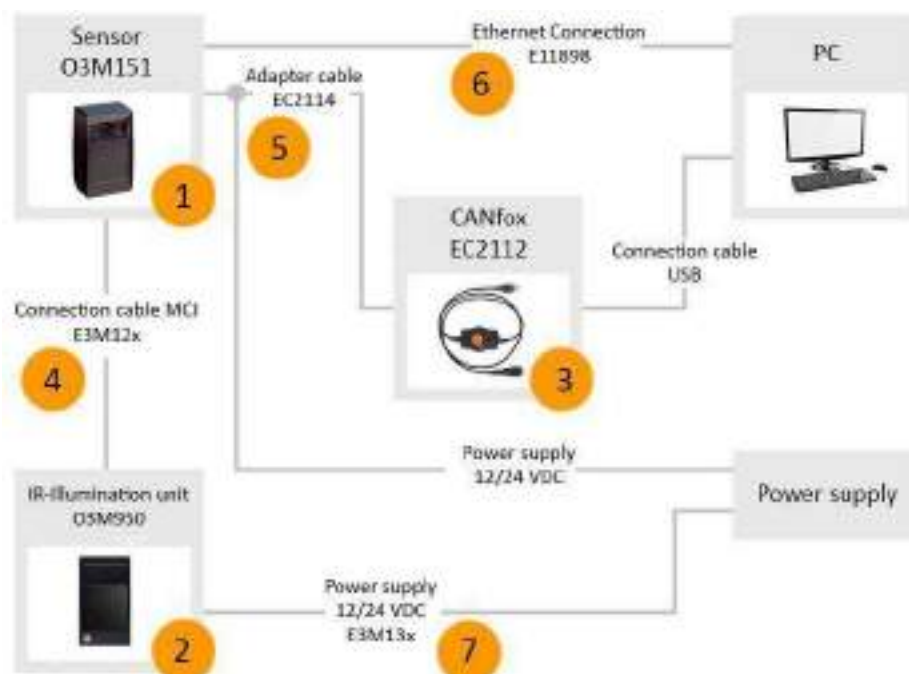 Sensor
O3M151
1
Ethernet Connection
E11898
6
PC
Adapter cable
EC2114
5
CANfox
EC2112
3
Connection cable
USB
Connection cable MCI
E3M12x
4
Power supply
12/24 VDC
Power supply
IR-Illumination unit
O3M950
2
Power supply
12/24 VDC
E3M13x
7